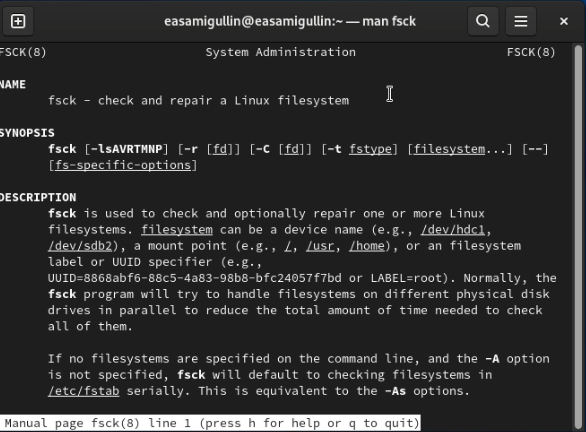 easamigullin@easamigullin:~ — man fsck
FSCK(8) System Administration FSCK(8)
NAME
fsck - check and repair a Linux filesystem
SYNOPSIS
fsck [-lsAVRTMNP] [-r [fd]] [-C [fd]] [-t fstype] [filesystem...] [--]
[fs-specific-options]
DESCRIPTION
fsck is used to check and optionally repair one or more Linux
filesystems. filesystem can be a device name (e.g., /dev/hdc1,
/dev/sdb2), a mount point (e.g., /, /usr, /home), or an filesystem
label or UUID specifier (e.g.,
UUID=8868abf6-88c5-4a83-98b8-bfc24057f7bd or LABEL=root). Normally, the
fsck program will try to handle filesystems on different physical disk
drives in parallel to reduce the total amount of time needed to check
all of them.
If no filesystems are specified on the command line, and the -A option
is not specified, fsck will default to checking filesystems in
/etc/fstab serially. This is equivalent to the -As options.
Manual page fsck(8) line 1 (press h for help or q to quit)